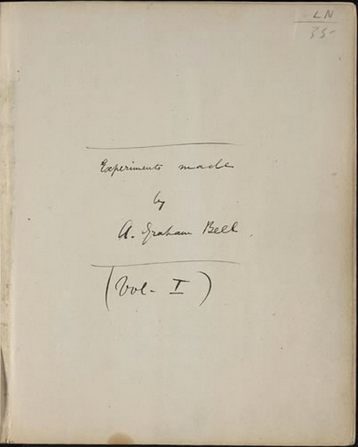 LN
35-
Experiments made
by
A. Graham Bell.
(Vol. I)